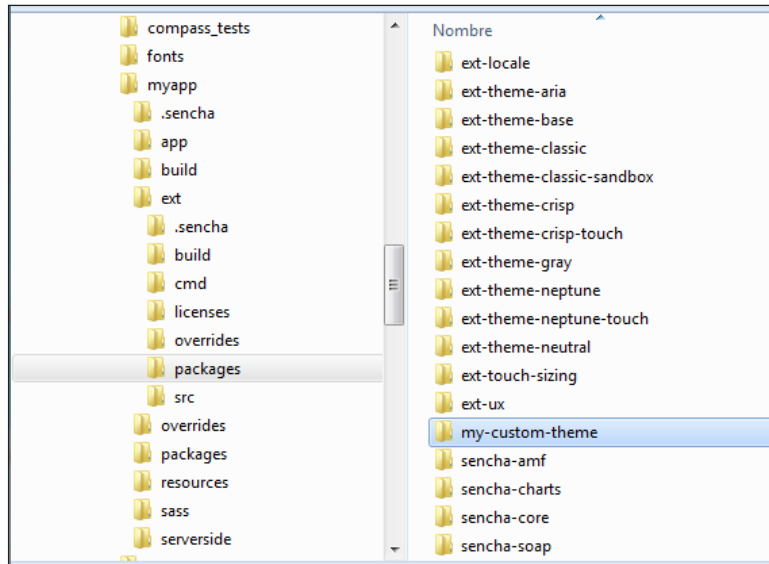 compass_tests
fonts
myapp
.sencha
app
build
ext
.sencha
build
cmd
licenses
overrides
packages
src
overrides
packages
resources
sass
serverside
Nombre
ext-locale
ext-theme-aria
ext-theme-base
ext-theme-classic
ext-theme-classic-sandbox
ext-theme-crisp
ext-theme-crisp-touch
ext-theme-gray
ext-theme-neptune
ext-theme-neptune-touch
ext-theme-neutral
ext-touch-sizing
ext-ux
my-custom-theme
sencha-amf
sencha-charts
sencha-core
sencha-soap